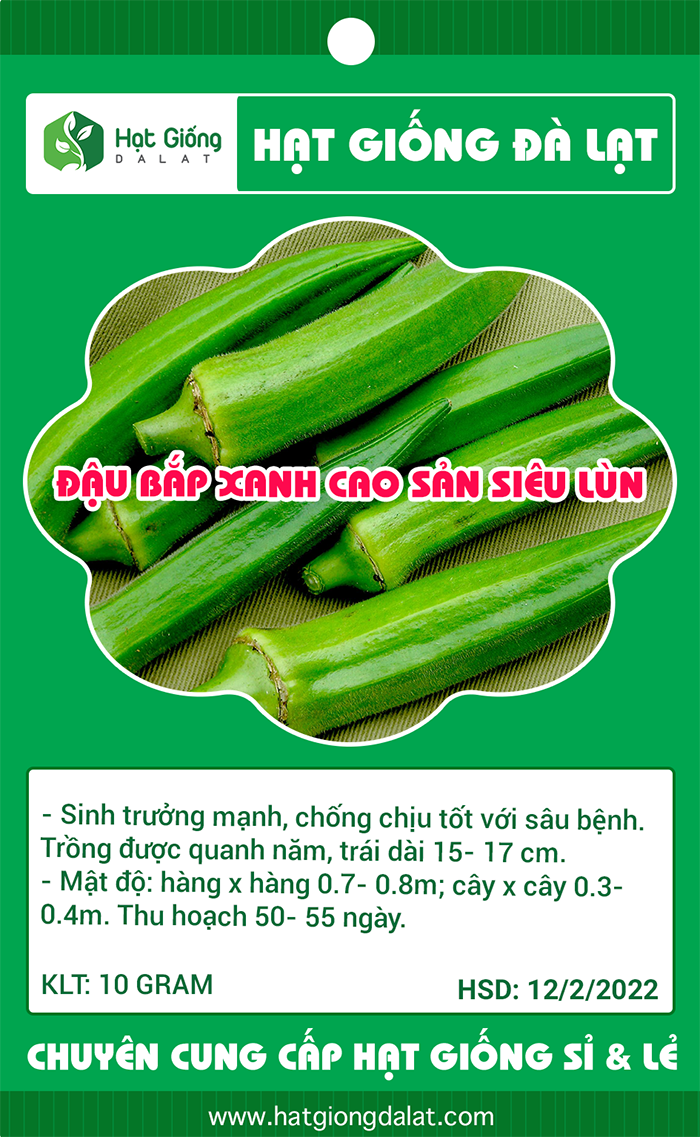 Hạt Giống
DALAT
HẠT GIỐNG ĐÀ LẠT
ĐẬU BẮP XANH CAO SẢN SIÊU LÙN
- Sinh trưởng mạnh, chống chịu tốt với sâu bệnh.
Trồng được quanh năm, trái dài 15- 17 cm.
- Mật độ: hàng x hàng 0.7- 0.8m; cây x cây 0.3-
0.4m. Thu hoạch 50- 55 ngày.
KLT: 10 GRAM
HSD: 12/2/2022
CHUYÊN CUNG CẤP HẠT GIỐNG SỈ & LẺ
www.hatgiongdalat.com